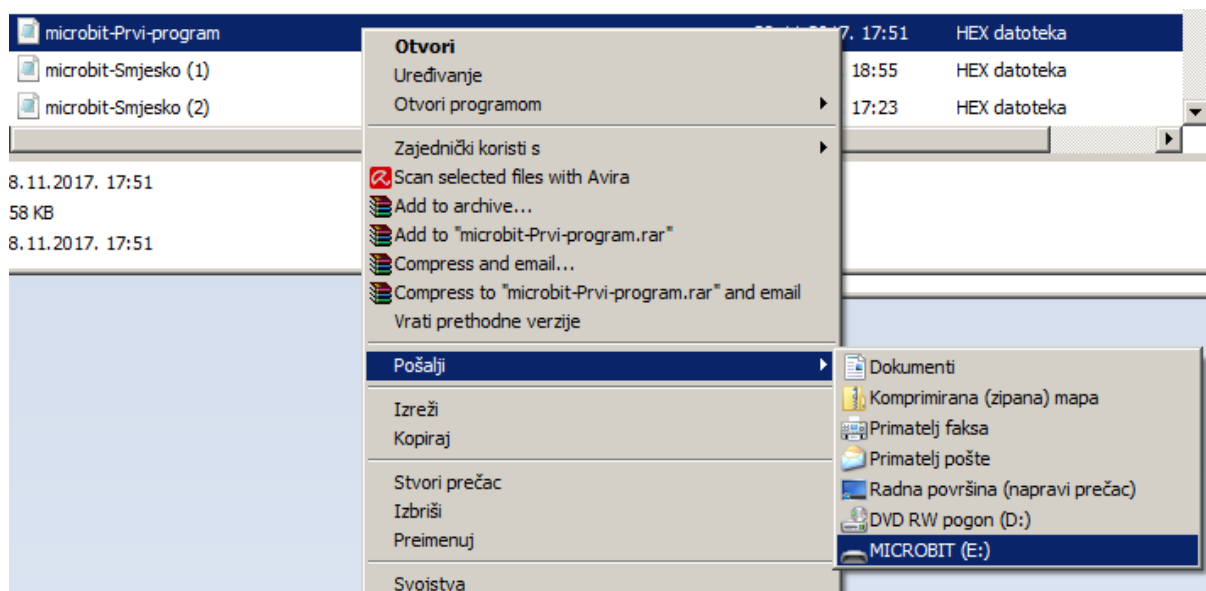 microbit-Prvi-program 7. 17:51 HEX datoteka
microbit-Smjesko (1) 18:55 HEX datoteka
microbit-Smjesko (2) 17:23 HEX datoteka
8.11.2017. 17:51
58 KB
8.11.2017. 17:51
Otvori
Uređivanje
Otvori programom
Zajednički koristi s
Scan selected files with Avira
Add to archive...
Add to "microbit-Prvi-program.rar"
Compress and email...
Compress to "microbit-Prvi-program.rar" and email
Vrati prethodne verzije
Pošalji
Izreži
Kopiraj
Stvori prečac
Izbriši
Preimenuj
Svojstva
Dokumenti
Komprimirana (zipana) mapa
Primatelj faksa
Primatelj pošte
Radna površina (napravi prečac)
DVD RW pogon (D:)
MICROBIT (E:)